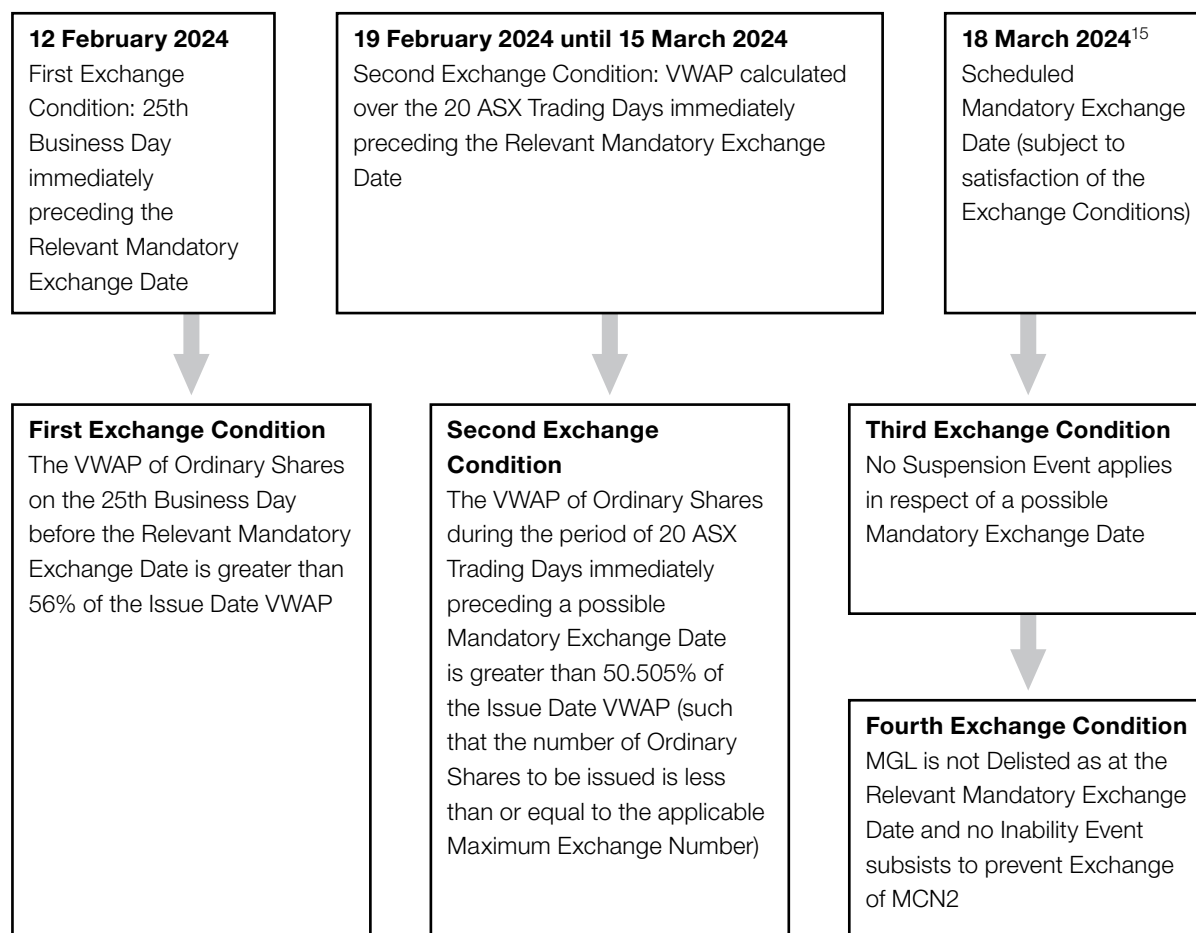 12 February 2024
First Exchange
Condition: 25th
Business Day
immediately
preceding the
Relevant Mandatory
Exchange Date
19 February 2024 until 15 March 2024
Second Exchange Condition: VWAP calculated
over the 20 ASX Trading Days immediately
preceding the Relevant Mandatory Exchange
Date
18 March 2024¹⁵
Scheduled
Mandatory Exchange
Date (subject to
satisfaction of the
Exchange Conditions)
First Exchange Condition
The VWAP of Ordinary Shares
on the 25th Business Day
before the Relevant Mandatory
Exchange Date is greater than
56% of the Issue Date VWAP
Second Exchange
Condition
The VWAP of Ordinary Shares
during the period of 20 ASX
Trading Days immediately
preceding a possible
Mandatory Exchange Date
is greater than 50.505% of
the Issue Date VWAP (such
that the number of Ordinary
Shares to be issued is less
than or equal to the applicable
Maximum Exchange Number)
Third Exchange Condition
No Suspension Event applies
in respect of a possible
Mandatory Exchange Date
Fourth Exchange Condition
MGL is not Delisted as at the
Relevant Mandatory Exchange
Date and no Inability Event
subsists to prevent Exchange
of MCN2